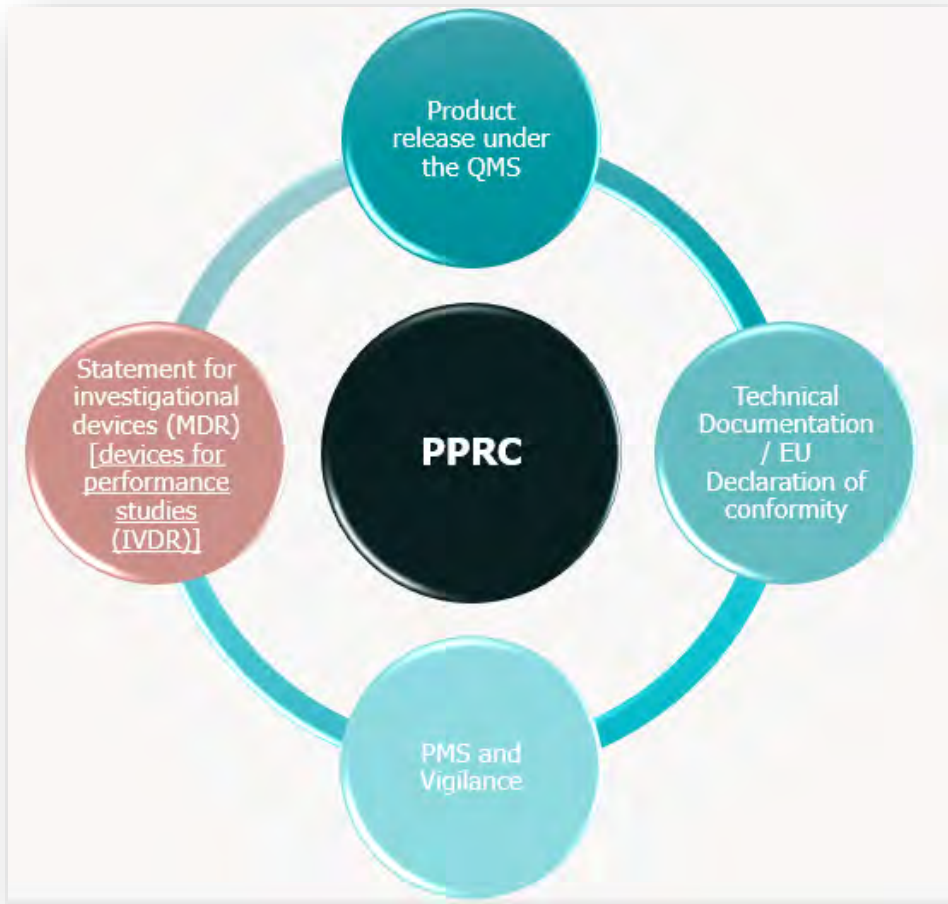 Product
release under
the QMS
Statement for
investigational
devices (MDR)
[devices for
performance
studies
(IVDR)]
PPRC
Technical
Documentation
/ EU
Declaration of
conformity
PMS and
Vigilance